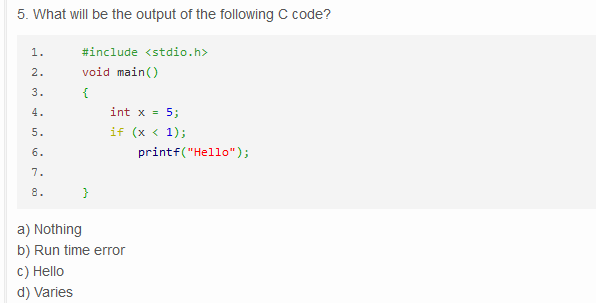 5. What will be the output of the following C code?
1. #include <stdio.h>
2. void main()
3. {
4. int x = 5;
5. if (x < 1);
6. printf("Hello");
7.
8. }
a) Nothing
b) Run time error
c) Hello
d) Varies